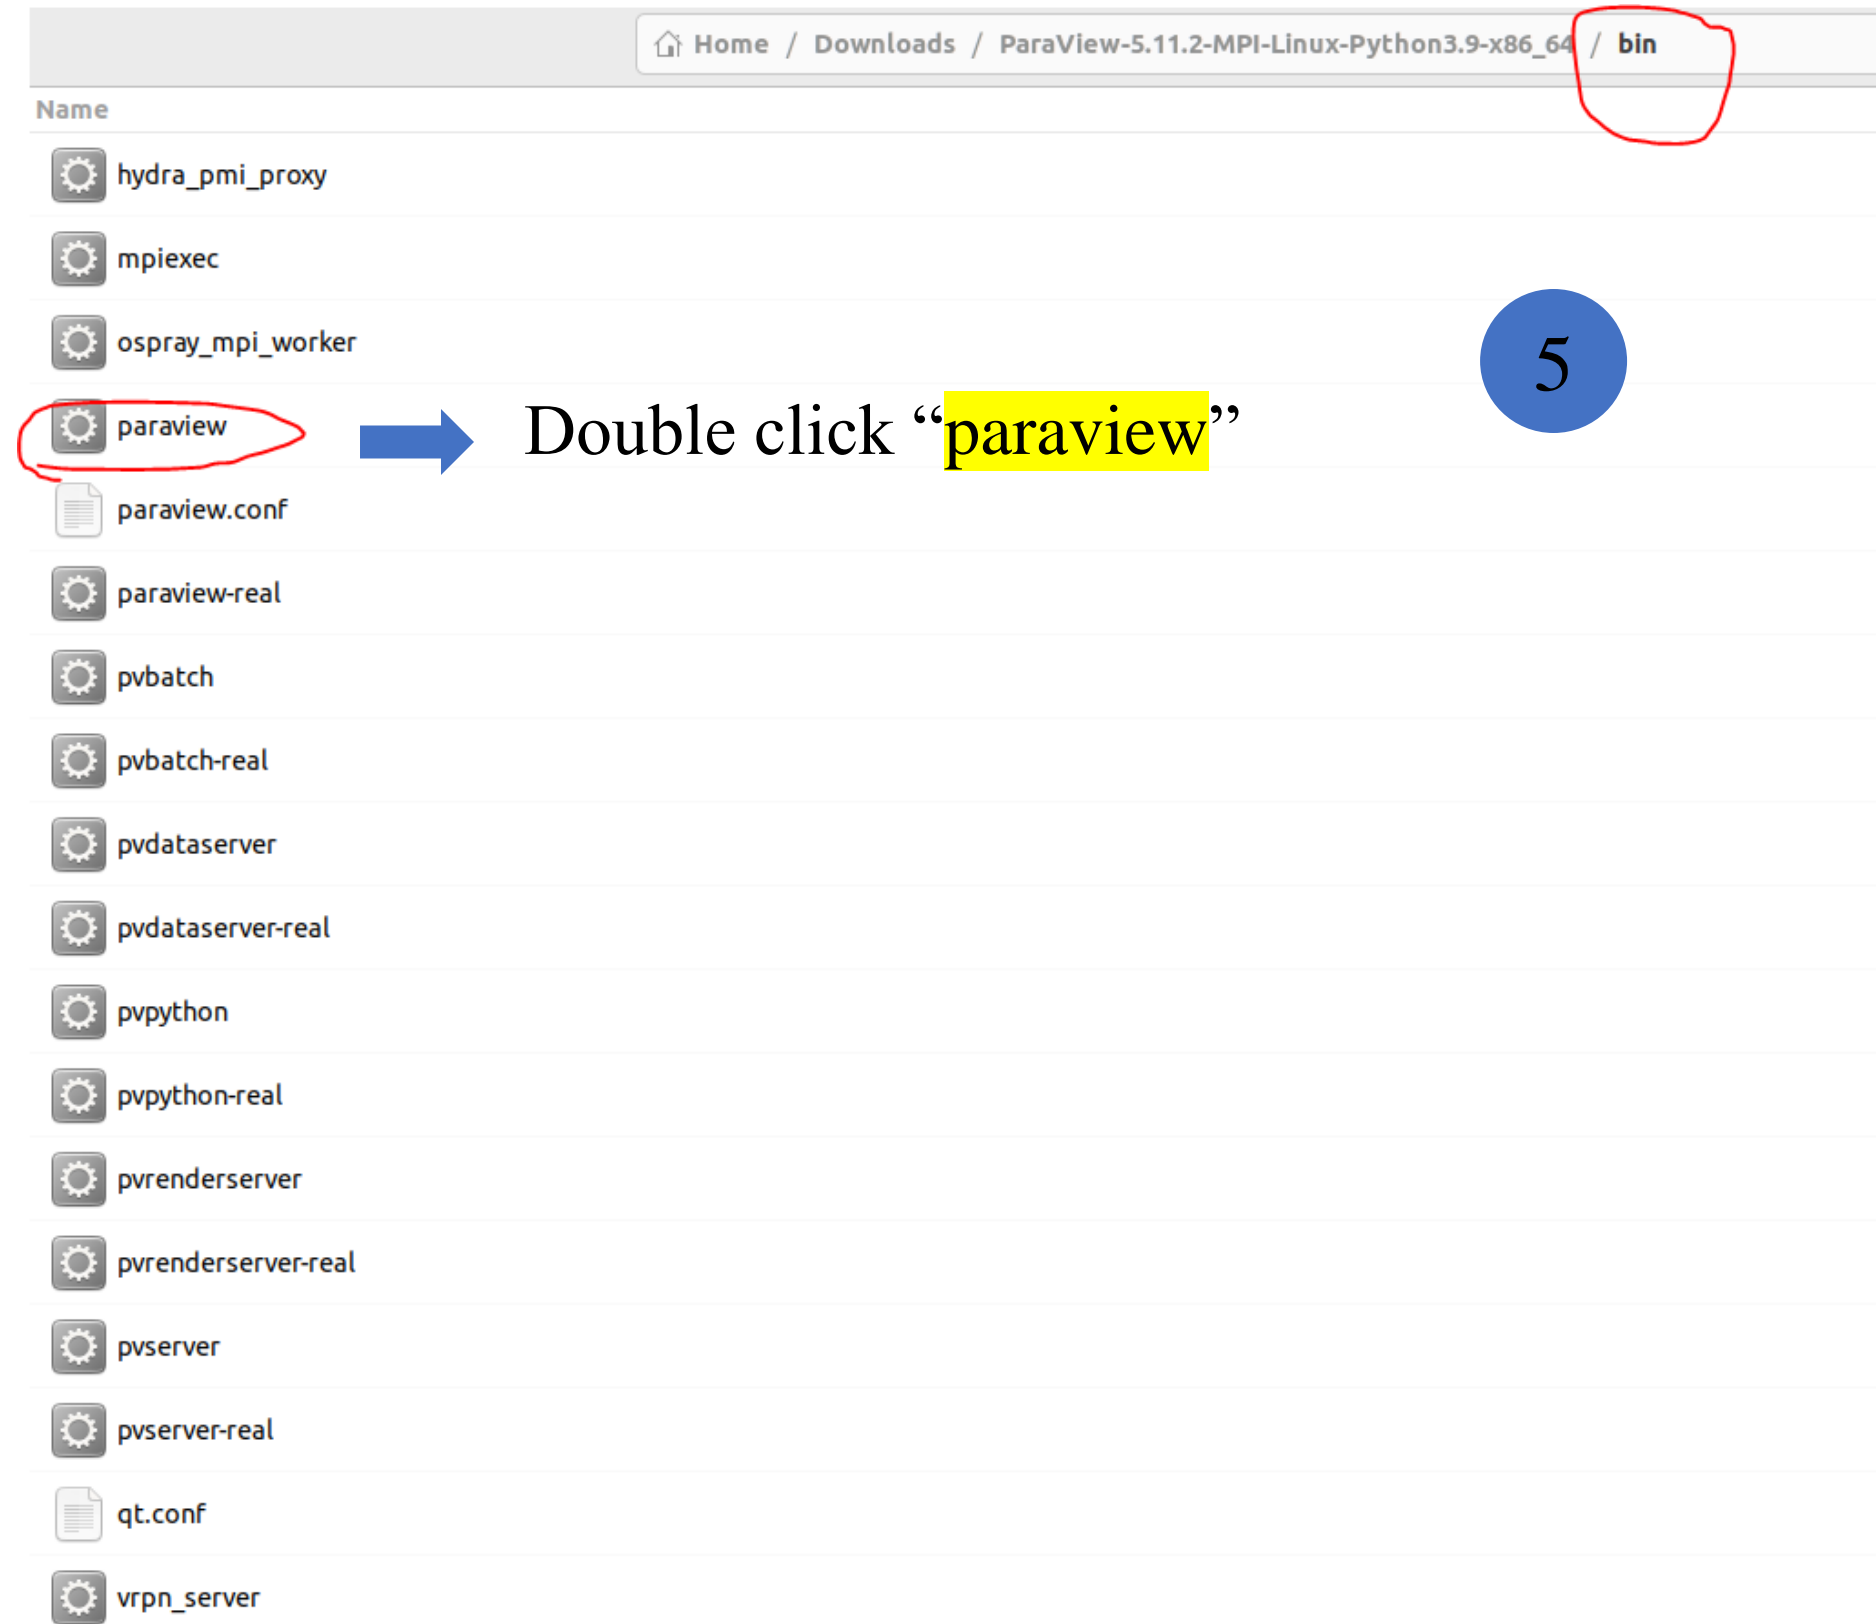 Home / Downloads / ParaView-5.11.2-MPI-Linux-Python3.9-x86_64 / bin
Name
hydra_pmi_proxy
mpiexec
ospray_mpi_worker
5
paraview
Double click “paraview”
paraview.conf
paraview-real
pvbatch
pvbatch-real
pvdataserver
pvdataserver-real
pvpython
pvpython-real
pvrenderserver
pvrenderserver-real
pvserver
pvserver-real
qt.conf
vrpn_server